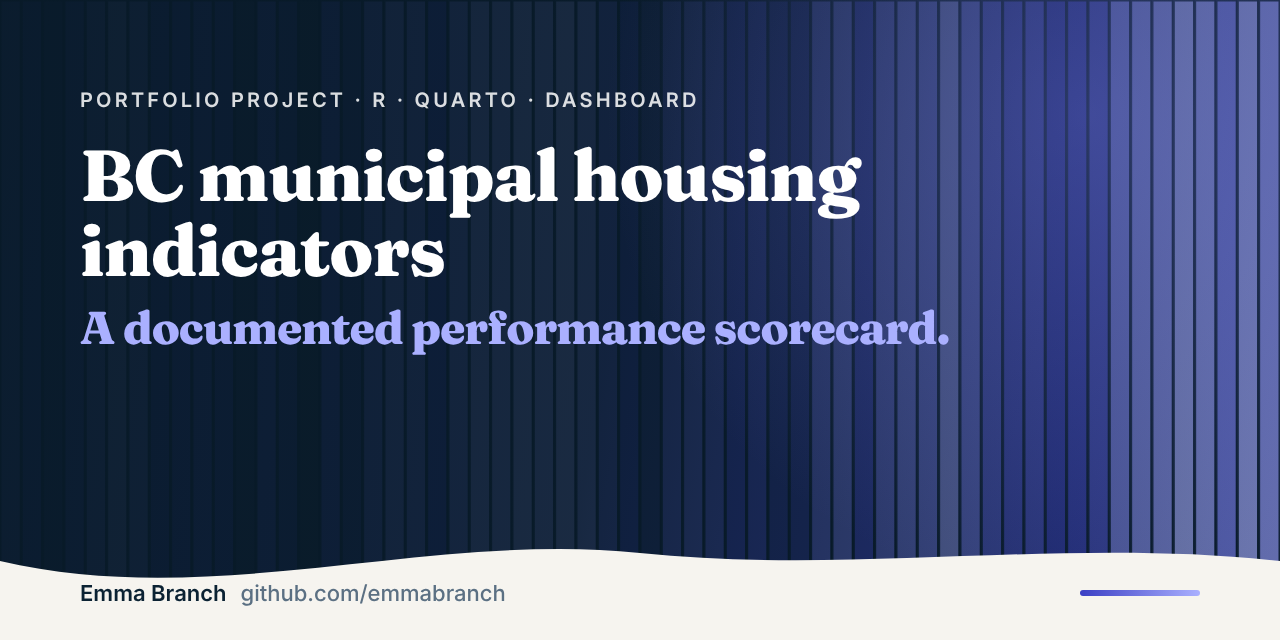 PORTFOLIO PROJECT · R · QUARTO · DASHBOARD
BC municipal housing
indicators
A documented performance scorecard.
Emma Branch github.com/emmabranch